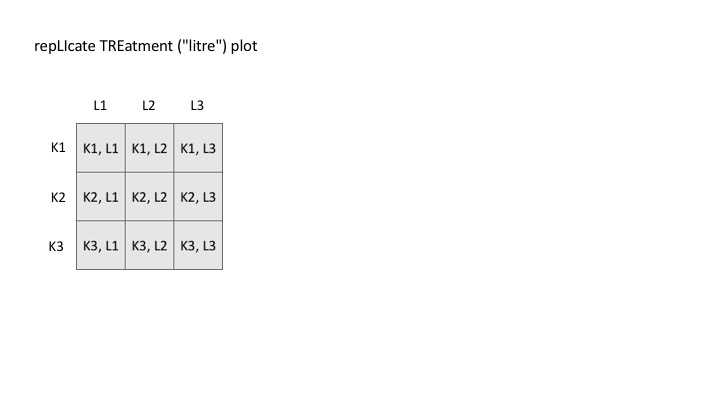 repLIcate TREatment ("litre") plot
L1 L2 L3
K1 K1, L1 K1, L2 K1, L3
K2 K2, L1 K2, L2 K2, L3
K3 K3, L1 K3, L2 K3, L3